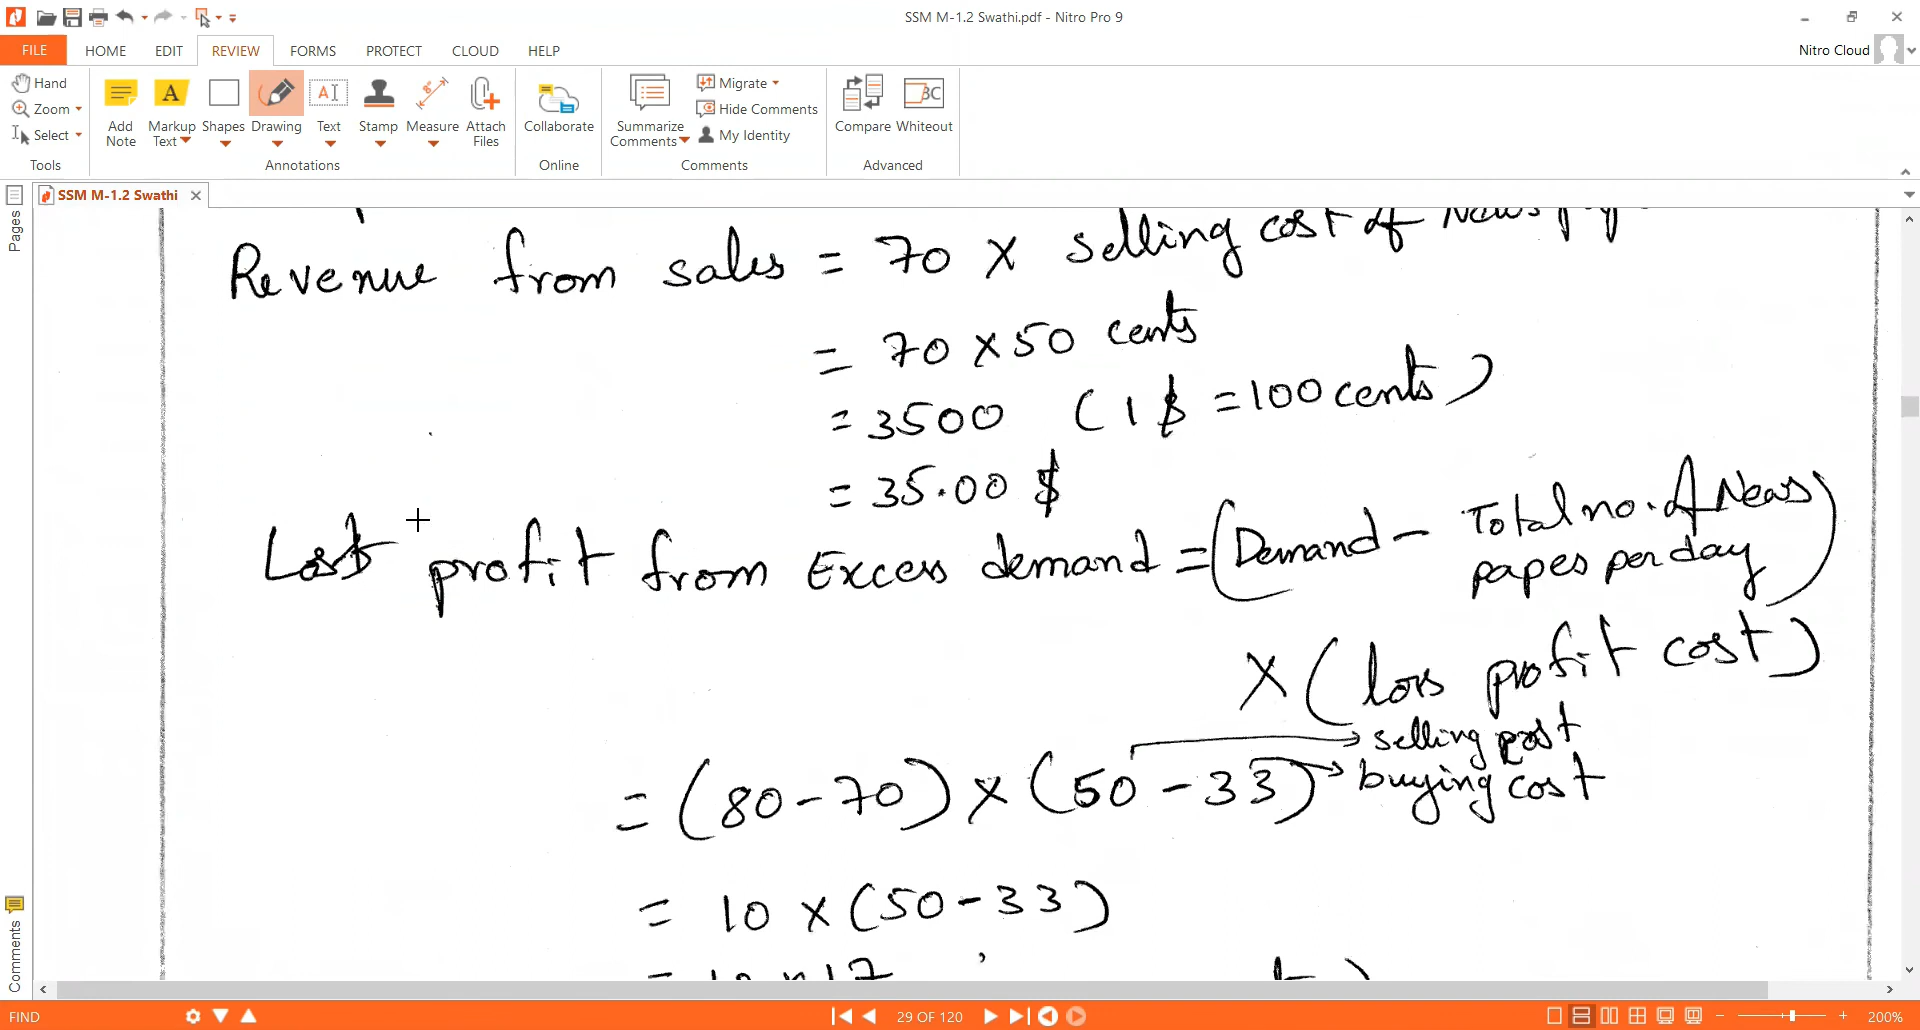 SSM M-1.2 Swathi.pdf - Nitro Pro 9
FILE HOME EDIT REVIEW FORMS PROTECT CLOUD HELP
Nitro Cloud
Hand
Zoom
Select
Tools
Add Note
Markup Text
Shapes
Drawing
Text
Stamp
Measure
Attach Files
Annotations
Collaborate
Online
Summarize Comments
Migrate
Hide Comments
My Identity
Comments
Compare
Whiteout
Advanced
SSM M-1.2 Swathi
Pages
Revenue from sales = 70 X selling cost of News
= 70 X 50 cents
= 3500 (1 $ = 100 cents)
= 35.00 $
Lost profit from Excess demand = (Demand - Total no. of News
papes per day)
X (loss profit cost)
selling cost
= (80-70) X (50-33) buying cost
= 10 X (50-33)
= 10 X 17
Comments
FIND
29 OF 120
200%